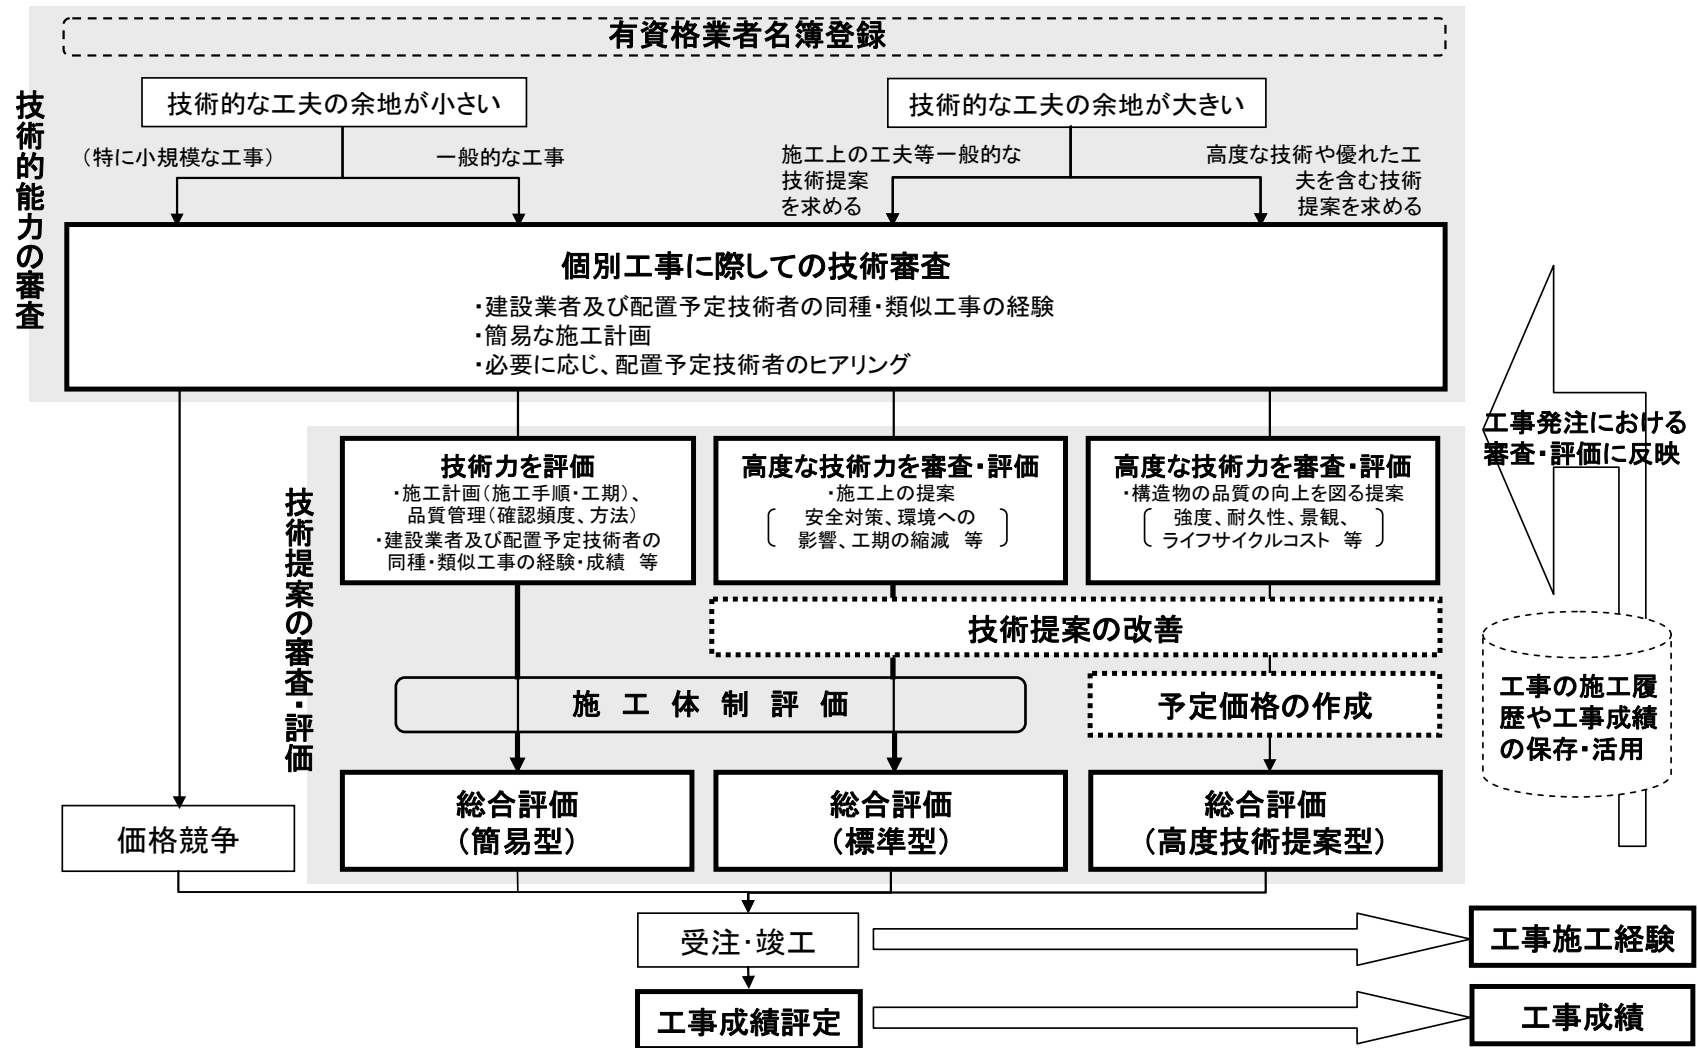 有資格業者名簿登録
技術的能力の審査
技術的な工夫の余地が小さい
技術的な工夫の余地が大きい
（特に小規模な工事）
一般的な工事
施工上の工夫等一般的な
技術提案
を求める
高度な技術や優れた工
夫を含む技術
提案を求める
個別工事に際しての技術審査
・建設業者及び配置予定技術者の同種・類似工事の経験
・簡易な施工計画
・必要に応じ、配置予定技術者のヒアリング
工事発注における
審査・評価に反映
技術提案の審査・評価
技術力を評価
・施工計画（施工手順・工期）、
品質管理（確認頻度、方法）
・建設業者及び配置予定技術者の
同種・類似工事の経験・成績　等
高度な技術力を審査・評価
・施工上の提案
安全対策、環境への
影響、工期の縮減　等
高度な技術力を審査・評価
・構造物の品質の向上を図る提案
強度、耐久性、景観、
ライフサイクルコスト　等
技術提案の改善
施　工　体　制　評　価
予定価格の作成
工事の施工履
歴や工事成績
の保存・活用
価格競争
総合評価
（簡易型）
総合評価
（標準型）
総合評価
（高度技術提案型）
受注・竣工
工事施工経験
工事成績評定
工事成績